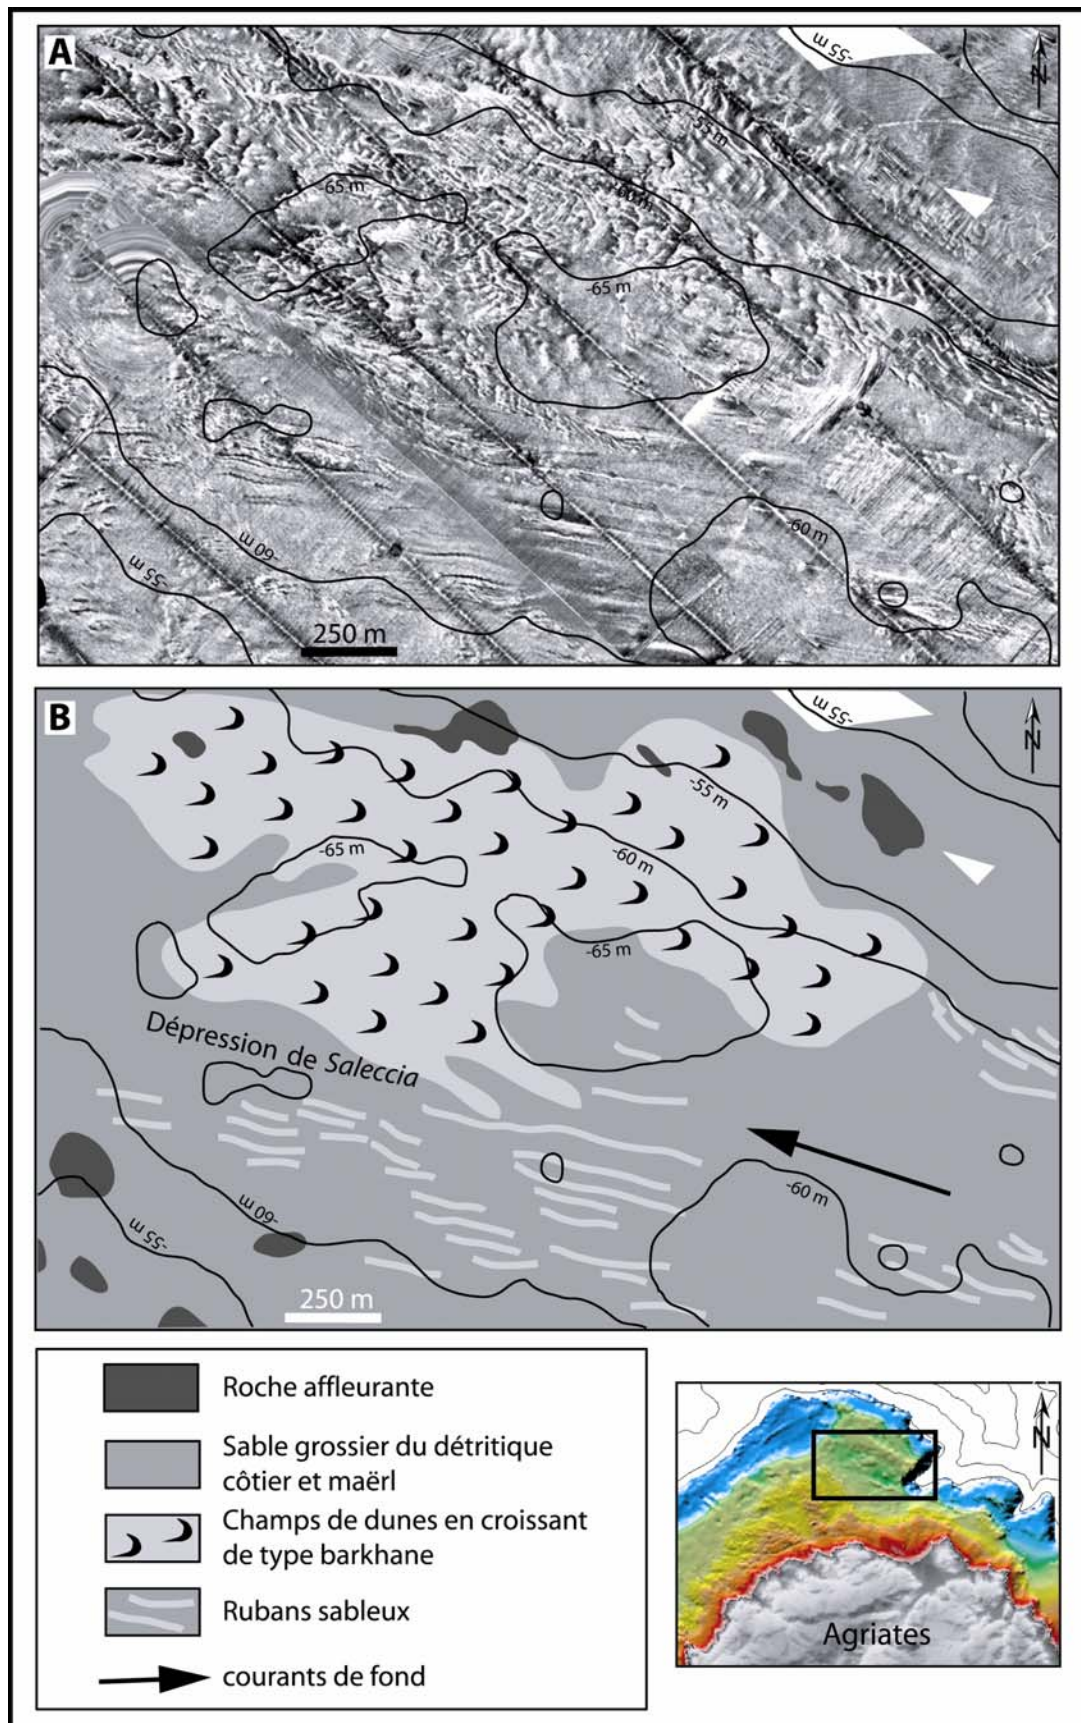 A
-55 m
N
-55 m
-65 m
-60 m
-65 m
-60 m
-60 m
-55 m
250 m
B
-55 m
N
-55 m
-65 m
-60 m
-65 m
Dépression de Saleccia
-60 m
-60 m
-55 m
250 m
Roche affleurante
Sable grossier du détritique
côtier et maërl
Champs de dunes en croissant
de type barkhane
Rubans sableux
courants de fond
N
Agriates